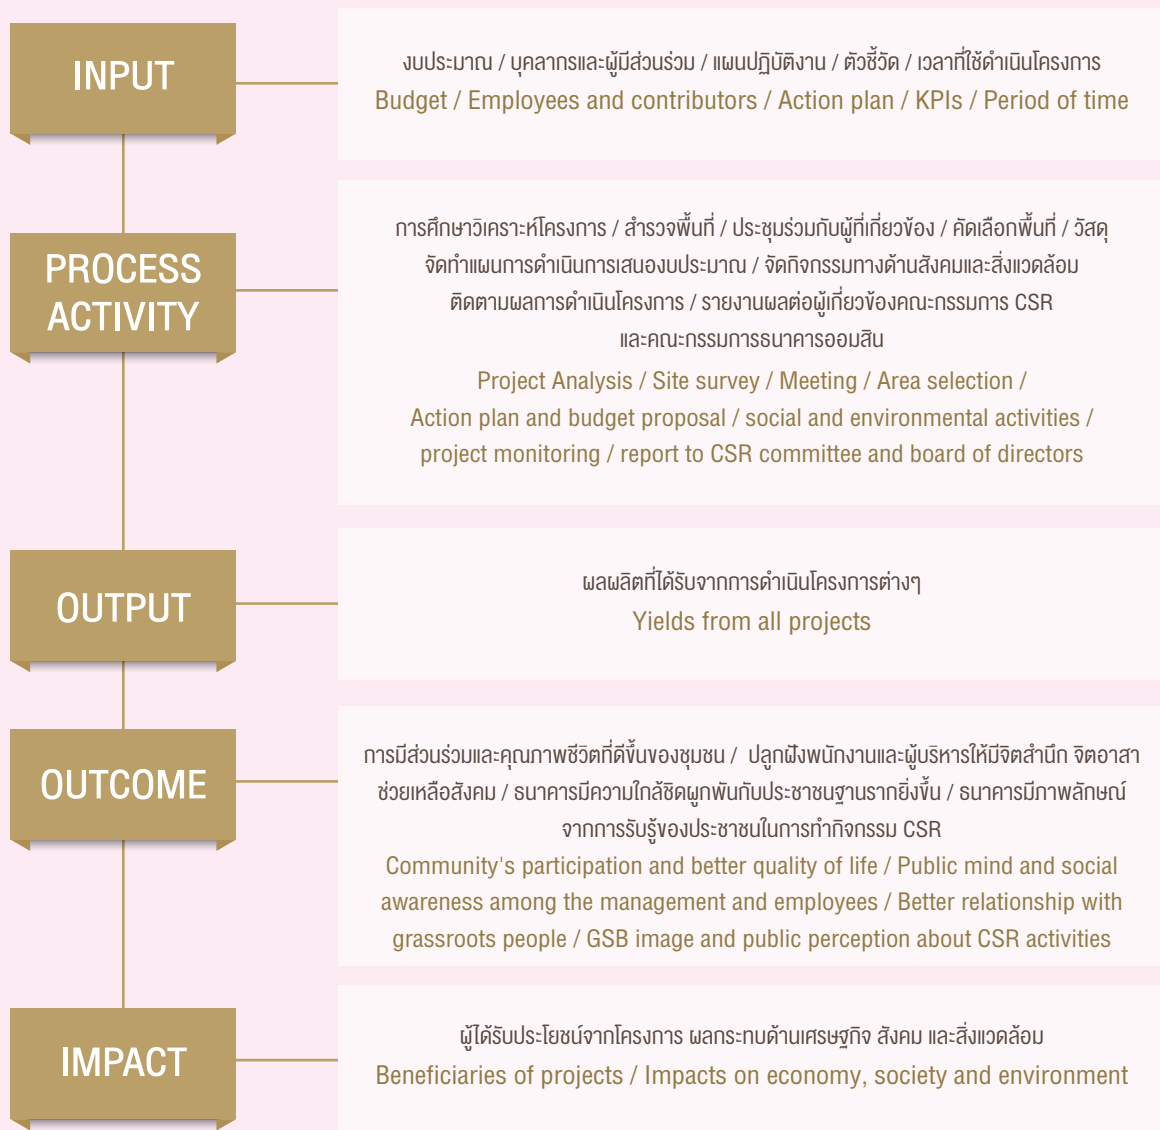 INPUT
งบประมาณ / บุคลากรและผู้มีส่วนร่วม / แผนปฏิบัติงาน / ตัวชี้วัด / เวลาที่ใช้ดำเนินโครงการ
Budget / Employees and contributors / Action plan / KPIs / Period of time
PROCESS
ACTIVITY
การศึกษาวิเคราะห์โครงการ / สำรวจพื้นที่ / ประชุมร่วมกับผู้ที่เกี่ยวข้อง / คัดเลือกพื้นที่ / วัสดุ
จัดทำแผนการดำเนินการเสนองบประมาณ / จัดกิจกรรมทางด้านสังคมและสิ่งแวดล้อม
ติดตามผลการดำเนินโครงการ / รายงานผลต่อผู้เกี่ยวข้องคณะกรรมการ CSR
และคณะกรรมการธนาคารออมสิน
Project Analysis / Site survey / Meeting / Area selection /
Action plan and budget proposal / social and environmental activities /
project monitoring / report to CSR committee and board of directors
OUTPUT
ผลผลิตที่ได้รับจากการดำเนินโครงการต่างๆ
Yields from all projects
OUTCOME
การมีส่วนร่วมและคุณภาพชีวิตที่ดีขึ้นของชุมชน / ปลูกฝังพนักงานและผู้บริหารให้มีจิตสำนึก จิตอาสา
ช่วยเหลือสังคม / ธนาคารมีความใกล้ชิดผูกพันกับประชาชนฐานรากยิ่งขึ้น / ธนาคารมีภาพลักษณ์
จากการรับรู้ของประชาชนในการทำกิจกรรม CSR
Community's participation and better quality of life / Public mind and social
awareness among the management and employees / Better relationship with
grassroots people / GSB image and public perception about CSR activities
IMPACT
ผู้ได้รับประโยชน์จากโครงการ ผลกระทบด้านเศรษฐกิจ สังคม และสิ่งแวดล้อม
Beneficiaries of projects / Impacts on economy, society and environment